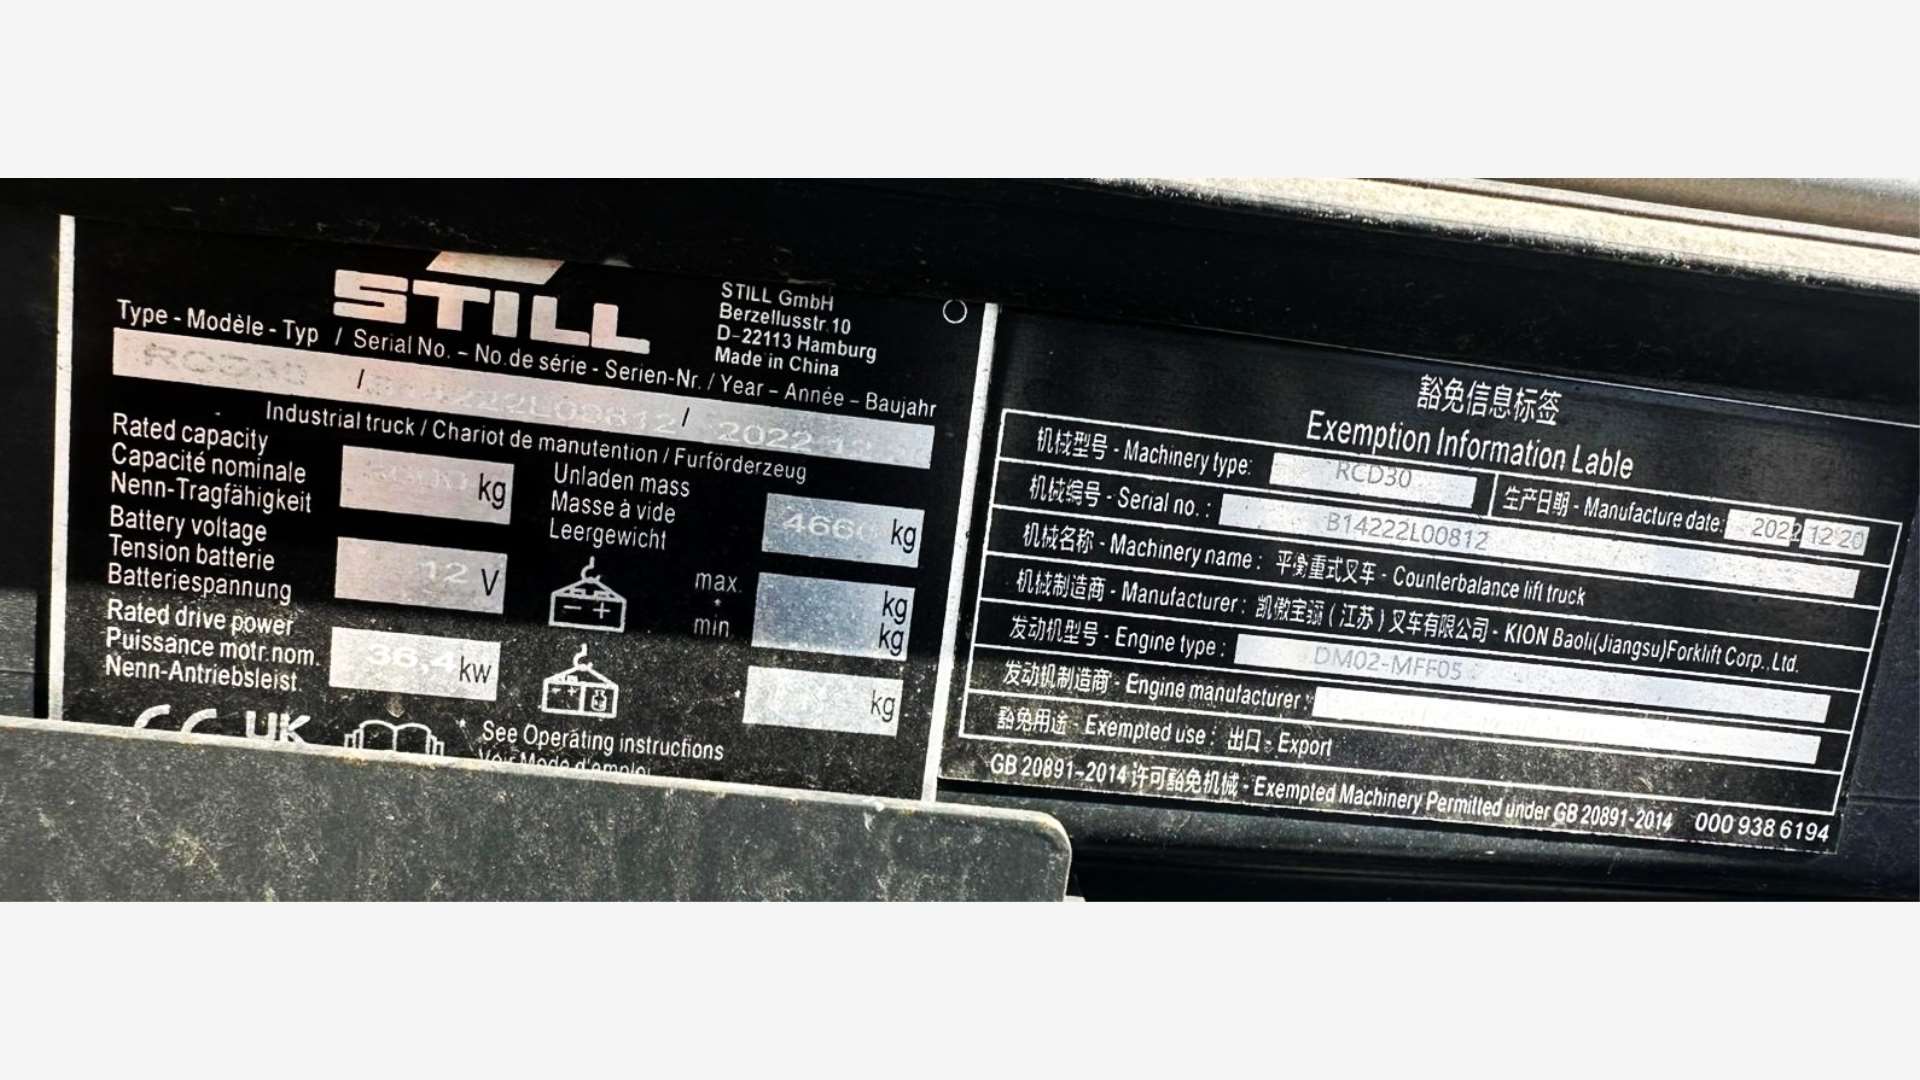 STILL
STILL GmbH
Berzellusstr.10
D-22113 Hamburg
Made in China
Type - Modèle - Typ / Serial No. - No.de série - Serien-Nr. / Year - Année - Baujahr
/ B14222L00812 / 2022
Industrial truck / Chariot de manutention / Furförderzeug
Rated capacity
Capacité nominale
Nenn-Tragfähigkeit
kg
Unladen mass
Masse à vide
Leergewicht
4660 kg
Battery voltage
Tension batterie
Batteriespannung
12 V
max.
min
kg
kg
Rated drive power
Puissance motr.nom.
Nenn-Antriebsleist.
36,4 kw
kg
CE UK
* See Operating instructions
Voir Mode d'emploi
豁免信息标签
Exemption Information Lable
机械型号 - Machinery type: RCD30
生产日期 - Manufacture date: 2022 12 20
机械编号 - Serial no. : B14222L00812
机械名称 - Machinery name : 平衡重式叉车 - Counterbalance lift truck
机械制造商 - Manufacturer : 凯傲宝骊(江苏)叉车有限公司 - KION Baoli(Jiangsu)Forklift Corp.,Ltd.
发动机型号 - Engine type : DM02-MFF05
发动机制造商 - Engine manufacturer :
豁免用途 - Exempted use : 出口 - Export
GB 20891-2014 许可豁免机械 - Exempted Machinery Permitted under GB 20891-2014 000 938 6194